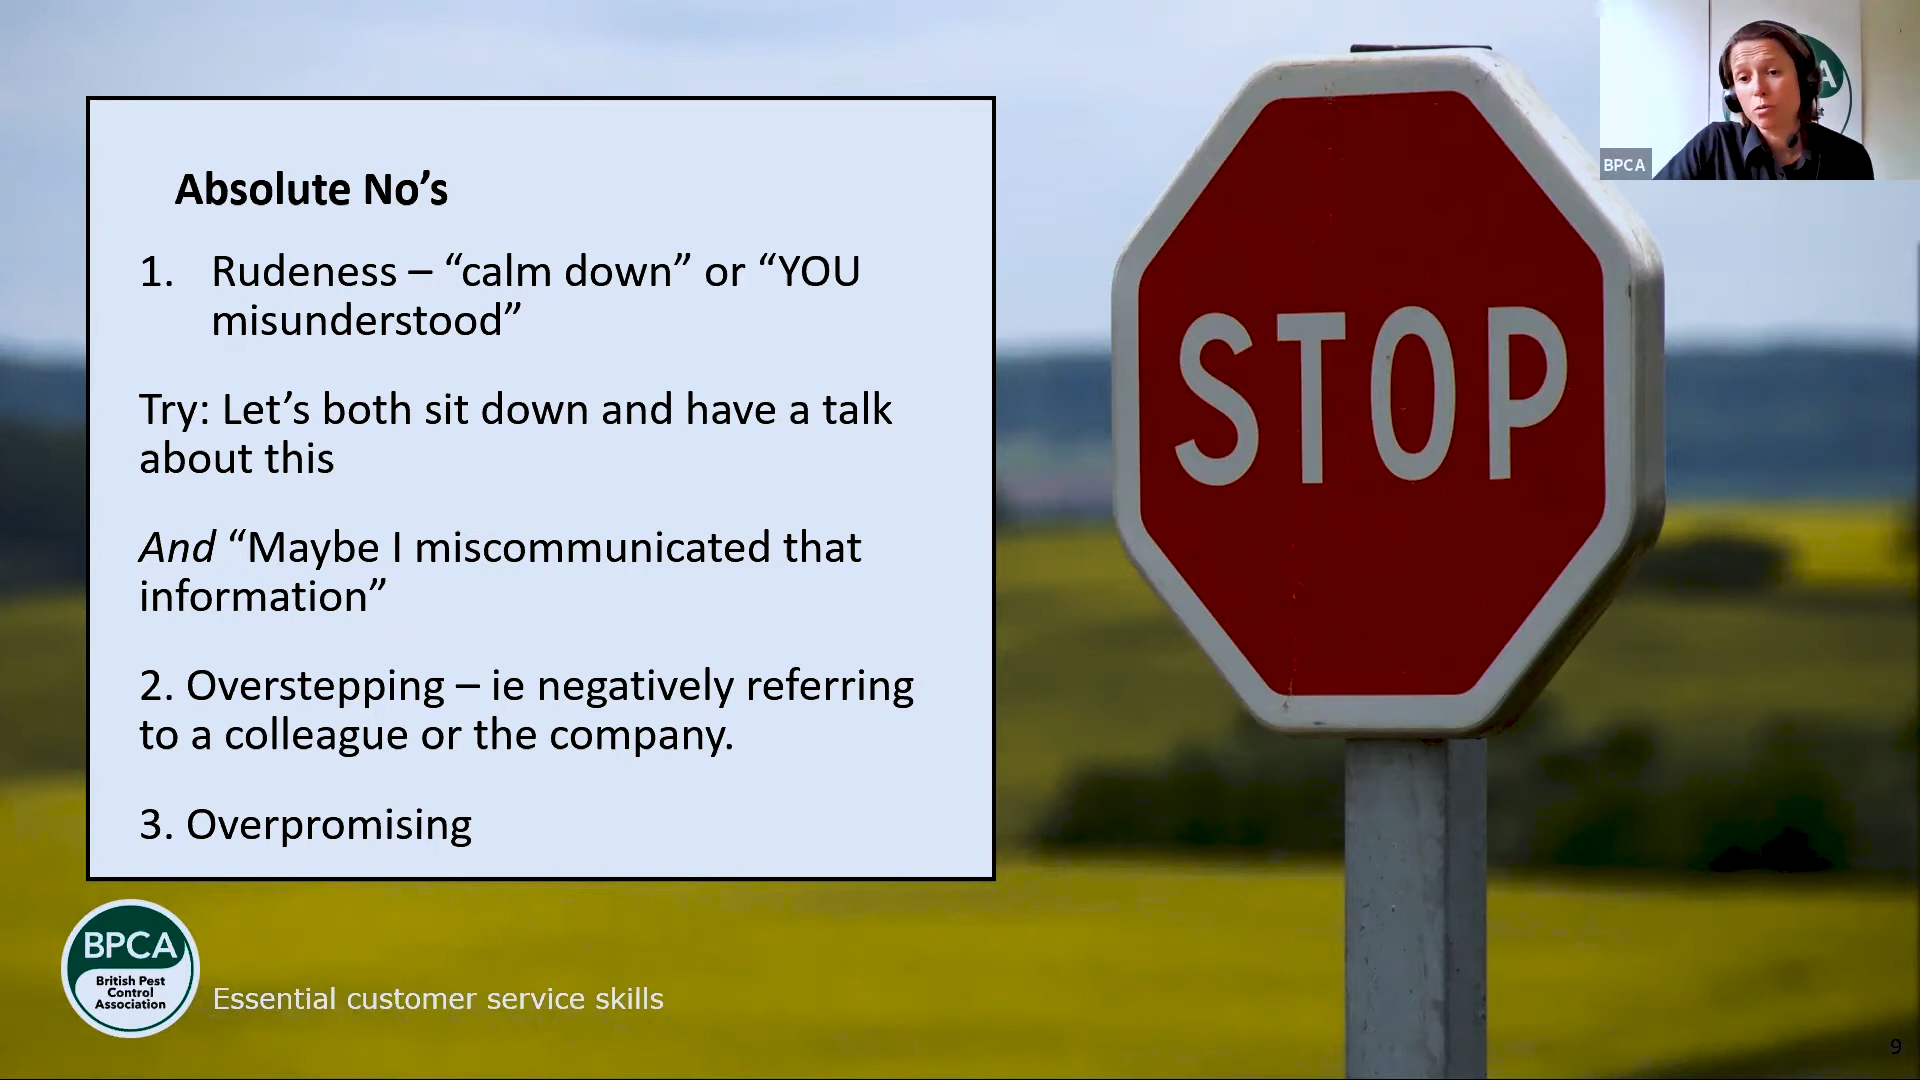 Absolute No’s
1. Rudeness – “calm down” or “YOU
misunderstood”
Try: Let’s both sit down and have a talk
about this
And “Maybe I miscommunicated that
information”
2. Overstepping – ie negatively referring
to a colleague or the company.
3. Overpromising
STOP
BPCA
BPCA
British Pest
Control
Association
Essential customer service skills
9